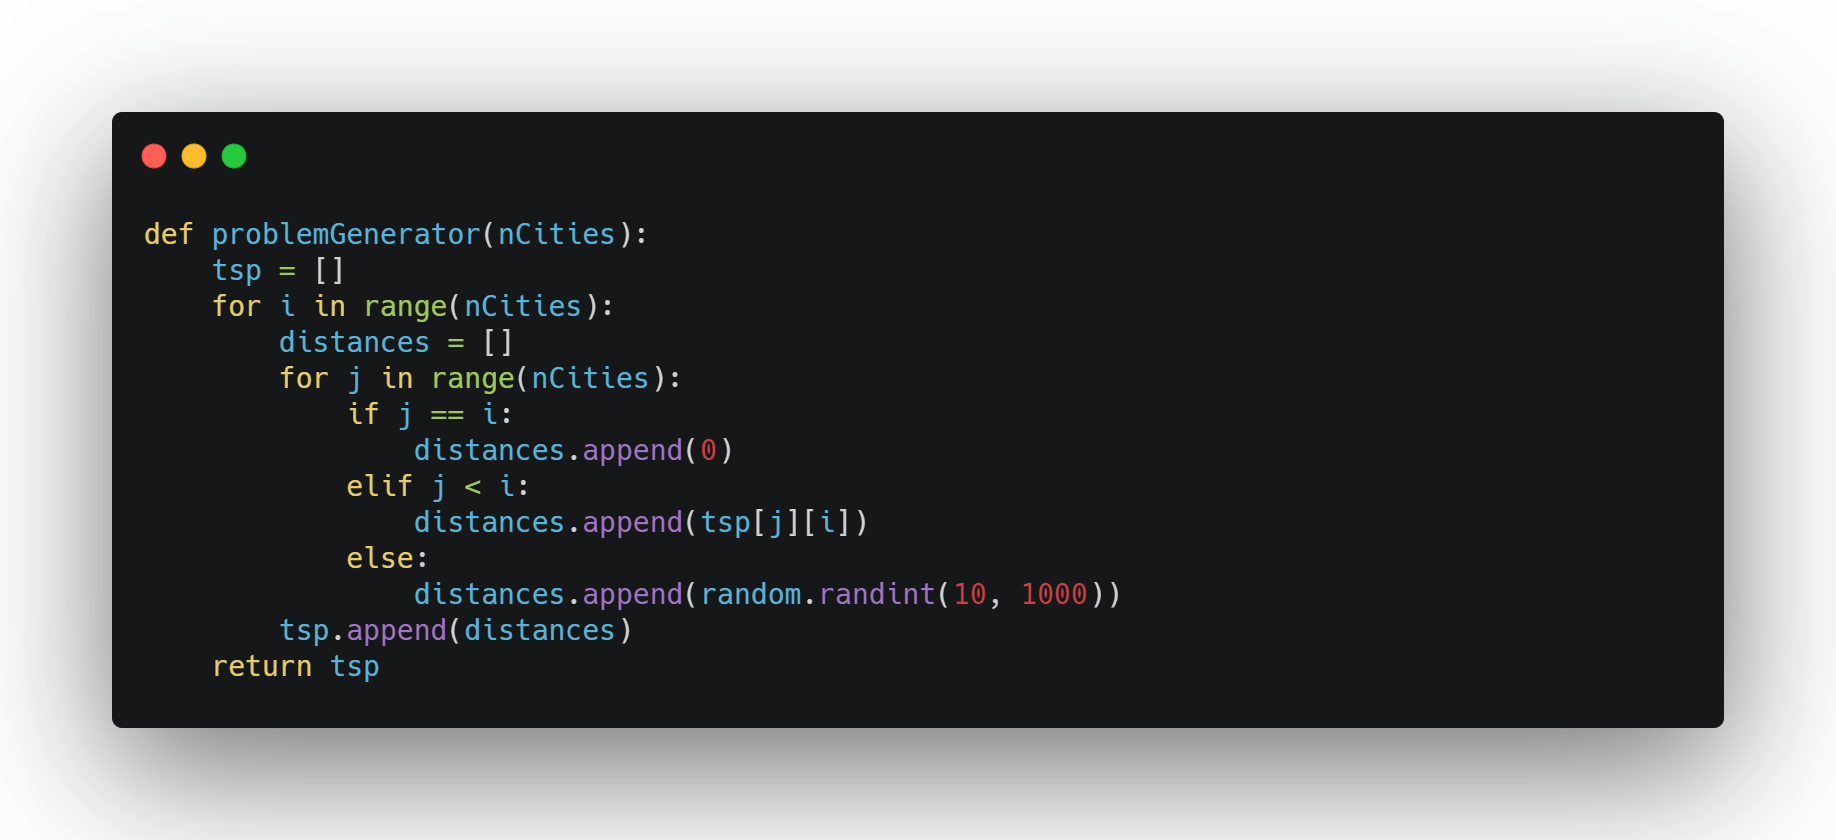 def problemGenerator(nCities):
    tsp = []
    for i in range(nCities):
        distances = []
        for j in range(nCities):
            if j == i:
                distances.append(0)
            elif j < i:
                distances.append(tsp[j][i])
            else:
                distances.append(random.randint(10, 1000))
        tsp.append(distances)
    return tsp